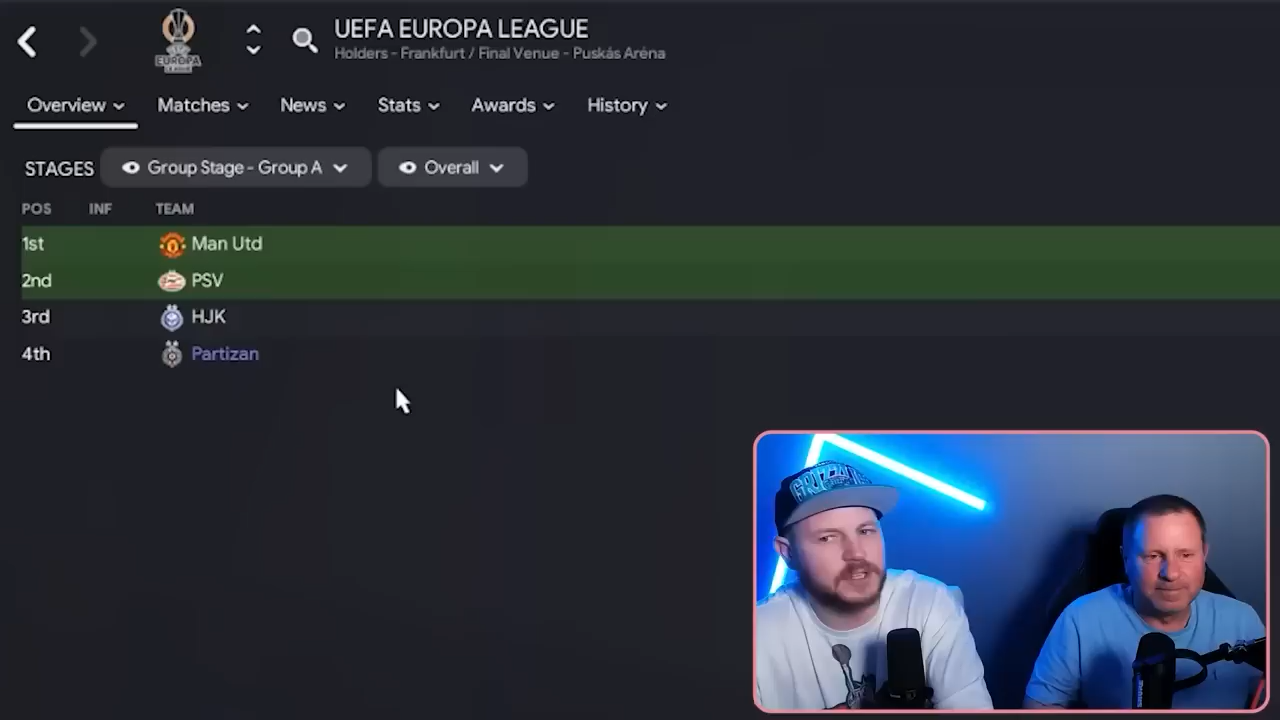 UEFA EUROPA LEAGUE
Holders - Frankfurt / Final Venue - Puskás Aréna
EUROPA
Overview
Matches
News
Stats
Awards
History
STAGES
Group Stage - Group A
Overall
POS INF TEAM
1st Man Utd
2nd PSV
3rd HJK
4th Partizan